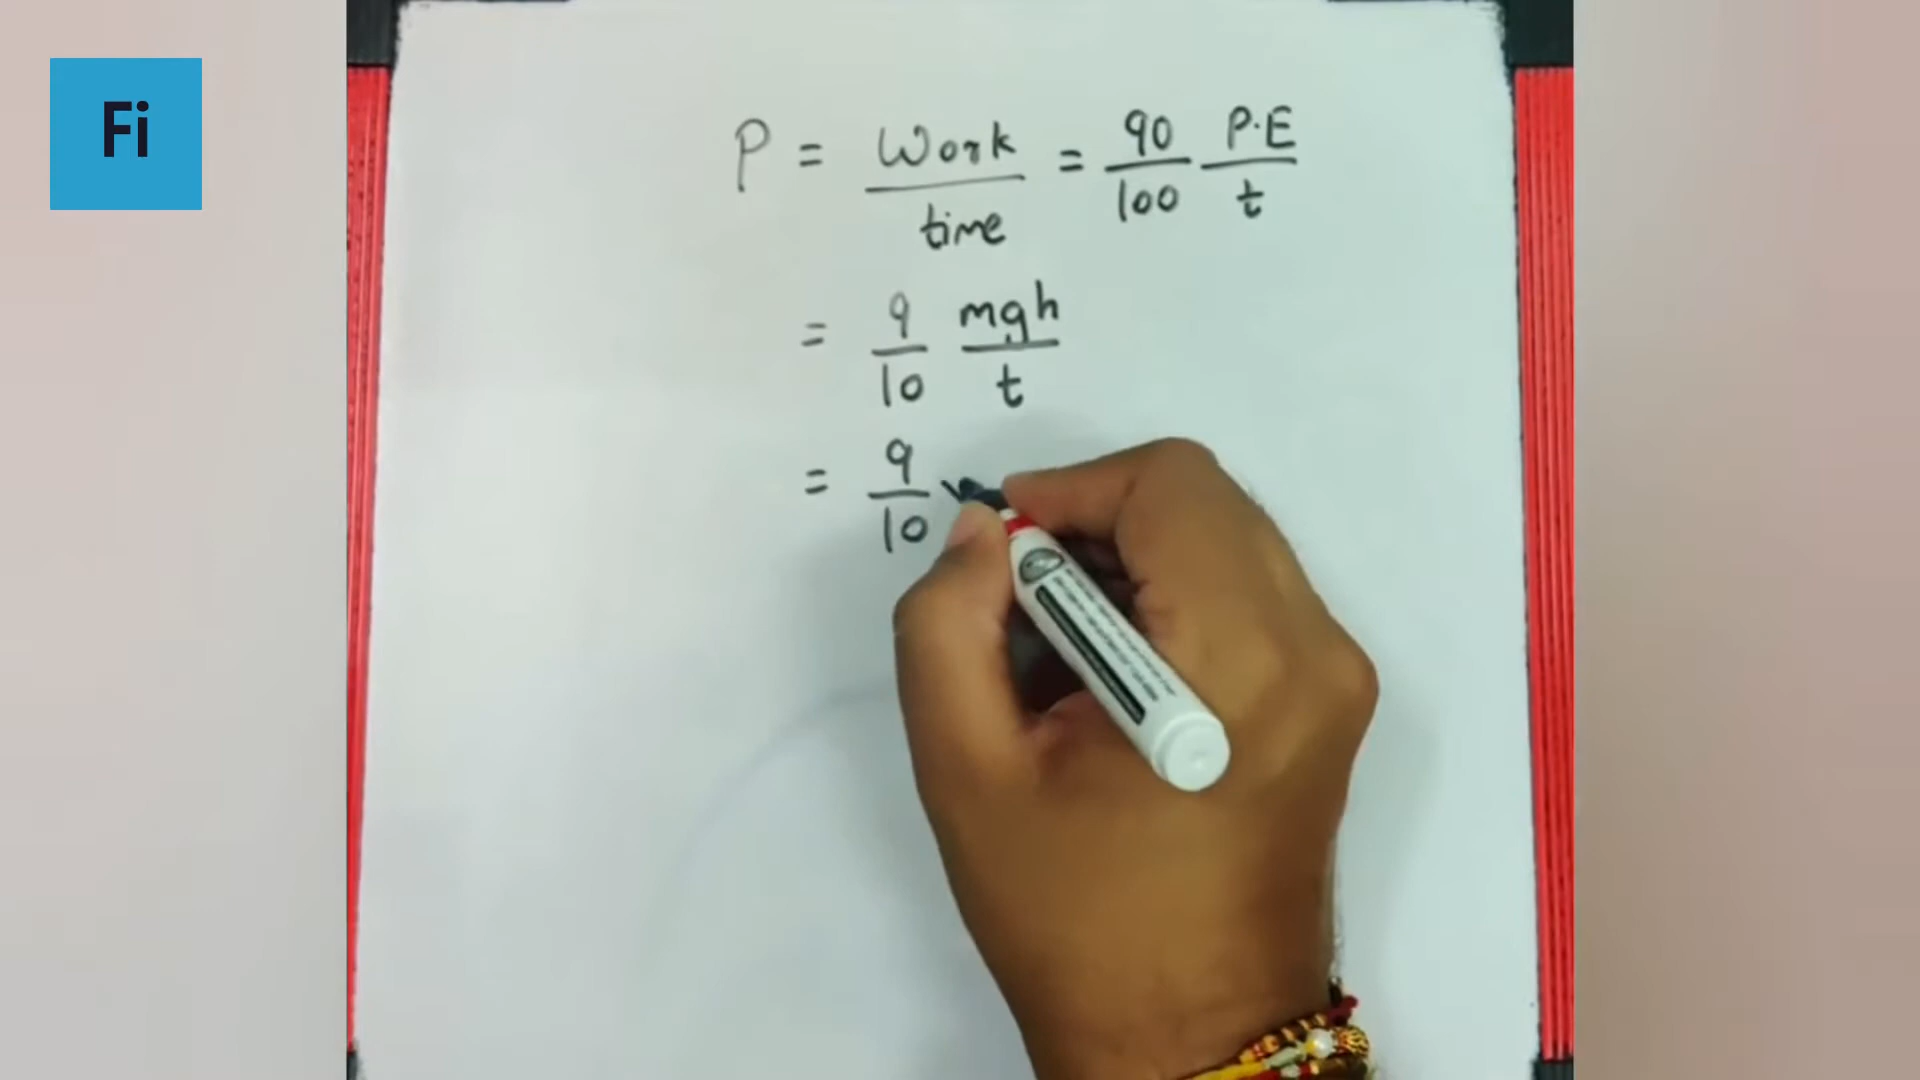 Fi
P = Work/time = 90/100 P.E/t
= 9/10 mgh/t
= 9/10